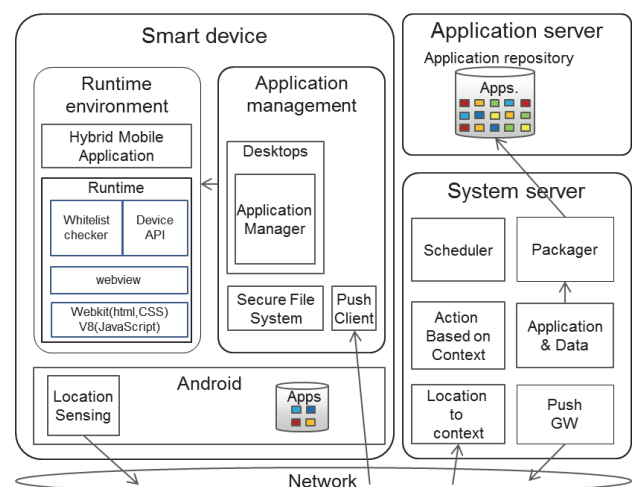 Smart device
Runtime
environment
Hybrid Mobile
Application
Runtime
Whitelist
checker
Device
API
webview
Webkit(html,CSS)
V8(JavaScript)
Application
management
Desktops
Application
Manager
Secure File
System
Push
Client
Android
Location
Sensing
Apps
Application server
Application repository
Apps.
System server
Scheduler
Packager
Action
Based on
Context
Application
& Data
Location
to
context
Push
GW
Network